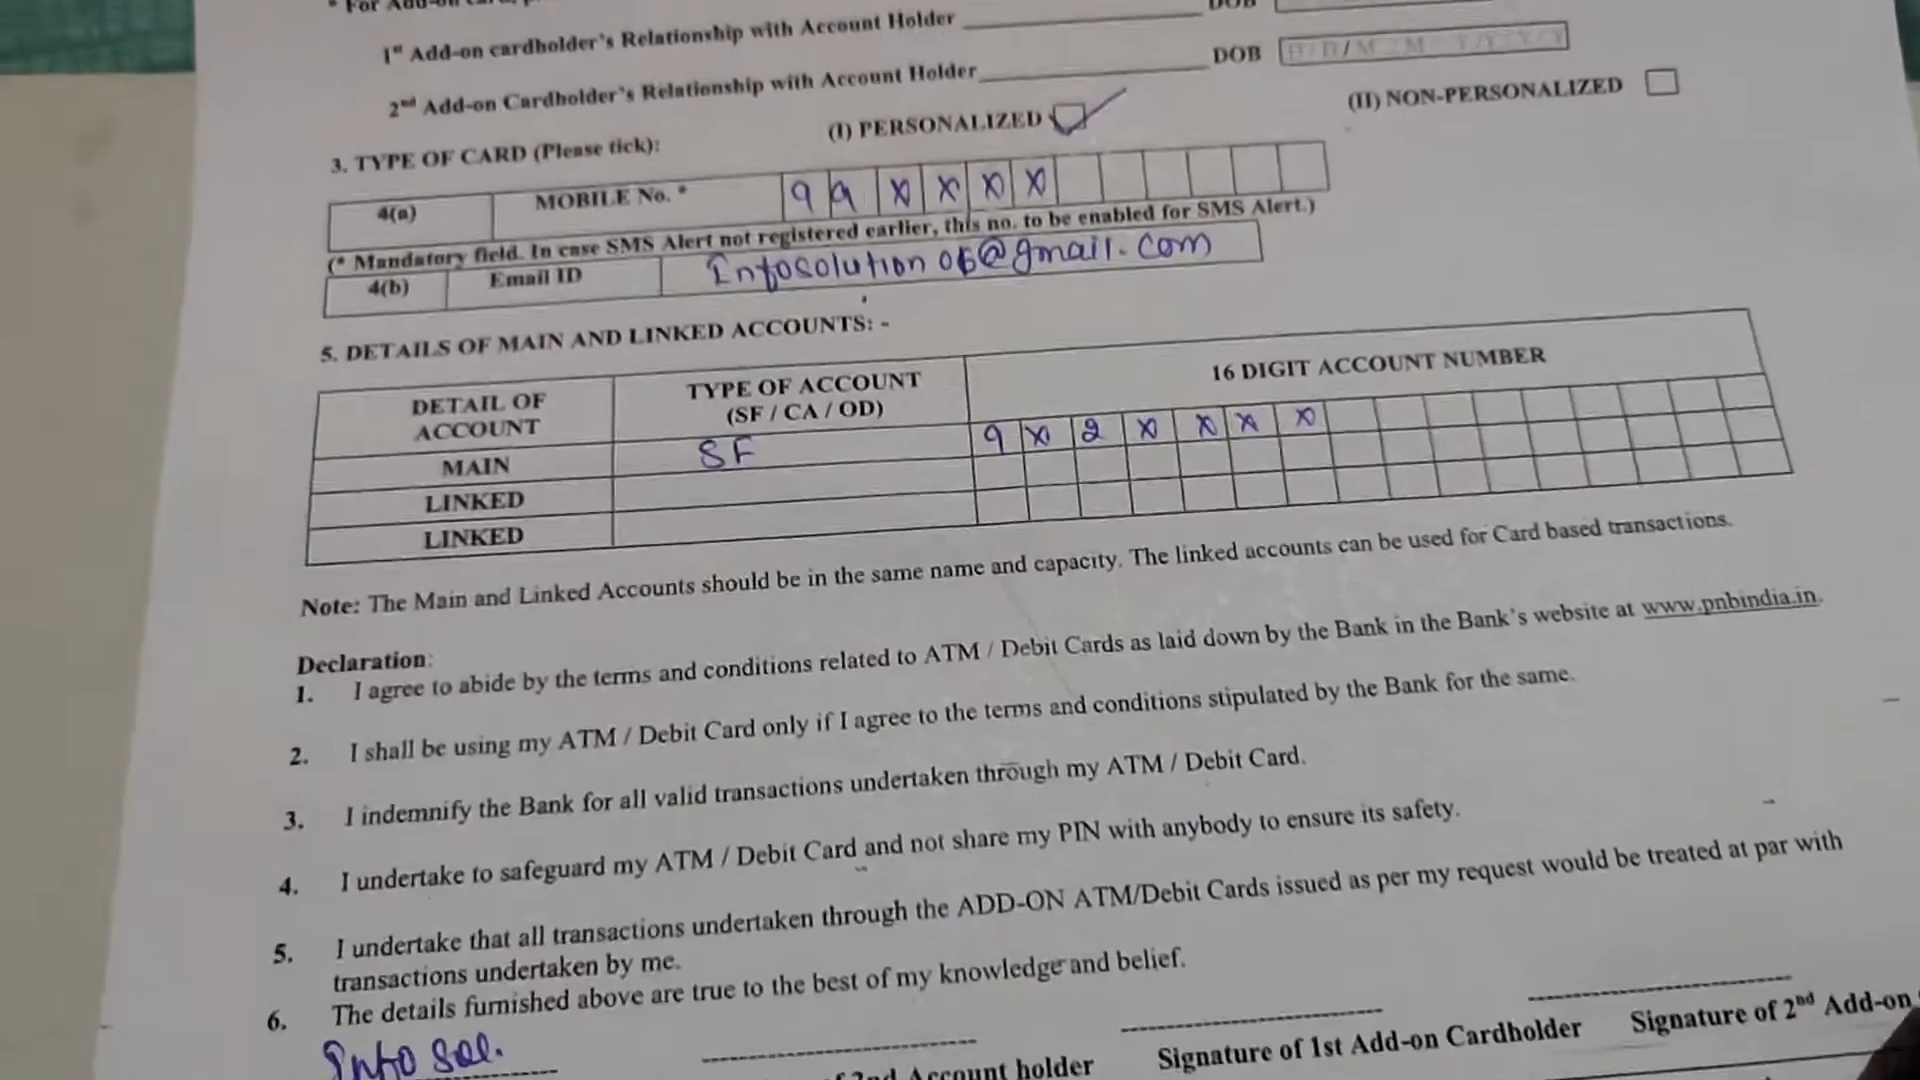 * For Add-on
1st Add-on cardholder's Relationship with Account Holder
DOB
2nd Add-on Cardholder's Relationship with Account Holder
DOB D/D/M M Y/Y/Y/Y
3. TYPE OF CARD (Please tick): (I) PERSONALIZED (II) NON-PERSONALIZED
4(a) MOBILE No. * 9 9 x x x x
(* Mandatory field. In case SMS Alert not registered earlier, this no. to be enabled for SMS Alert.)
4(b) Email ID Infosolution06@gmail.com
5. DETAILS OF MAIN AND LINKED ACCOUNTS: -
DETAIL OF ACCOUNT TYPE OF ACCOUNT (SF / CA / OD) 16 DIGIT ACCOUNT NUMBER
MAIN SF 9 x 2 x x x x
LINKED
LINKED
Note: The Main and Linked Accounts should be in the same name and capacity. The linked accounts can be used for Card based transactions.
Declaration:
1. I agree to abide by the terms and conditions related to ATM / Debit Cards as laid down by the Bank in the Bank's website at www.pnbindia.in.
2. I shall be using my ATM / Debit Card only if I agree to the terms and conditions stipulated by the Bank for the same.
3. I indemnify the Bank for all valid transactions undertaken through my ATM / Debit Card.
4. I undertake to safeguard my ATM / Debit Card and not share my PIN with anybody to ensure its safety.
5. I undertake that all transactions undertaken through the ADD-ON ATM/Debit Cards issued as per my request would be treated at par with
transactions undertaken by me.
6. The details furnished above are true to the best of my knowledge and belief.
Info Sol.
2nd Account holder Signature of 1st Add-on Cardholder Signature of 2nd Add-on